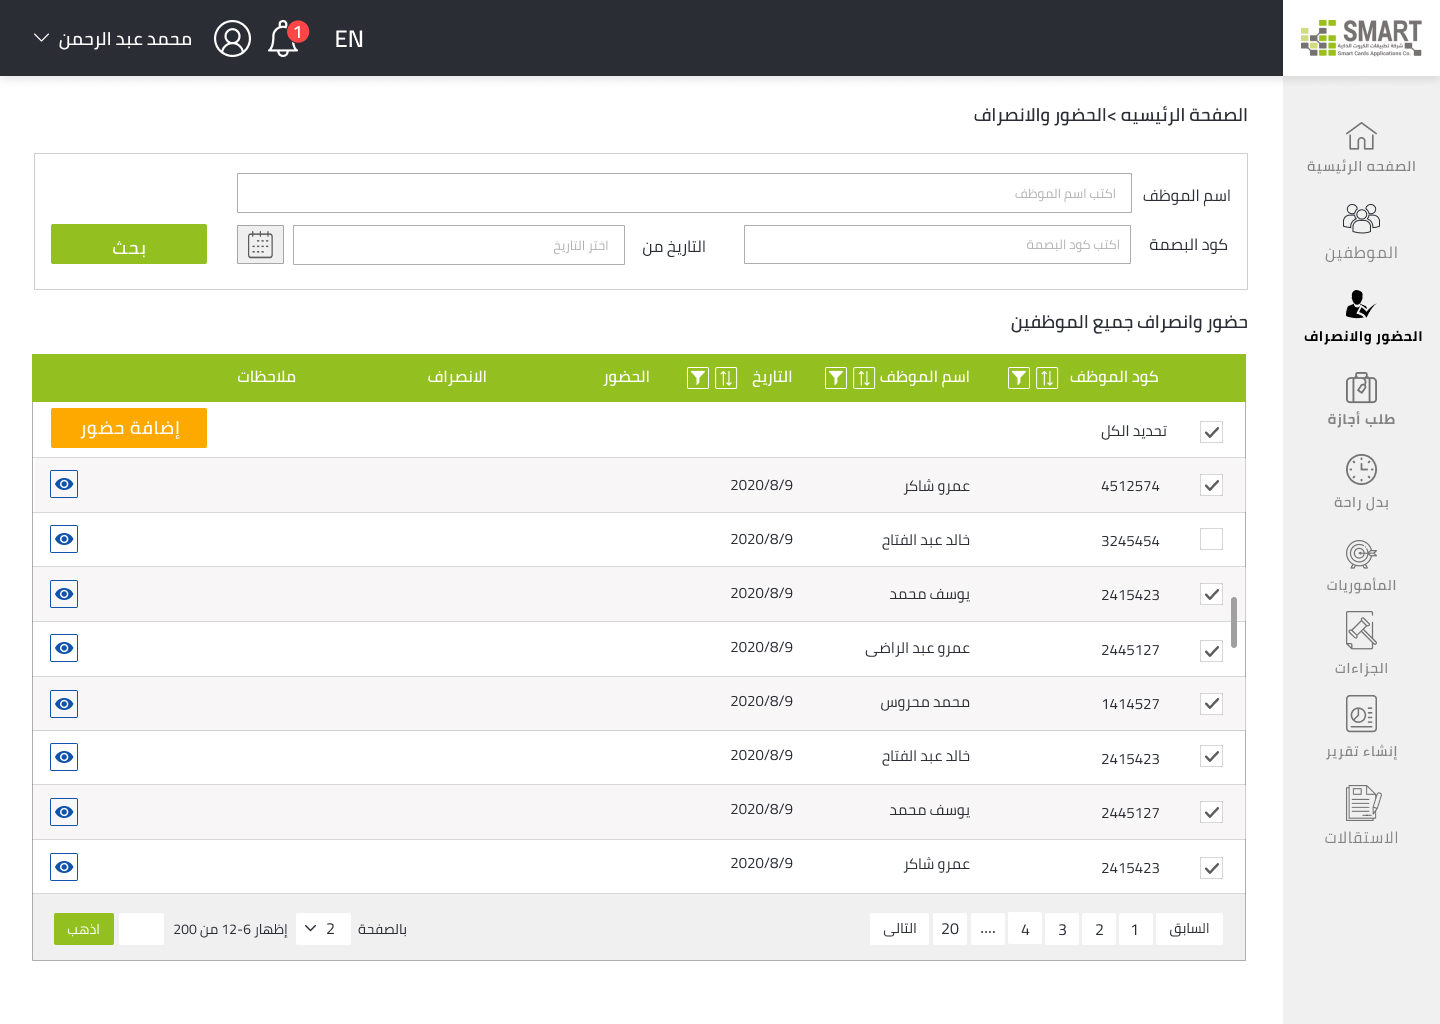 SMART
شركة تطبيقات الكروت الذكية
Smart Cards Applications Co.
EN
1
محمد عبد الرحمن
الصفحه الرئيسية
الموظفين
الحضور والانصراف
طلب أجازة
بدل راحة
المأموريات
الجزاءات
إنشاء تقرير
الاستقالات
الصفحة الرئيسيه >الحضور والانصراف
اسم الموظف اكتب اسم الموظف
كود البصمة اكتب كود البصمة التاريخ من اختر التاريخ بحث
حضور وانصراف جميع الموظفين
كود الموظف اسم الموظف التاريخ الحضور الانصراف ملاحظات
تحديد الكل إضافة حضور
4512574 عمرو شاكر 2020/8/9
3245454 خالد عبد الفتاح 2020/8/9
2415423 يوسف محمد 2020/8/9
2445127 عمرو عبد الراضى 2020/8/9
1414527 محمد محروس 2020/8/9
2415423 خالد عبد الفتاح 2020/8/9
2445127 يوسف محمد 2020/8/9
2415423 عمرو شاكر 2020/8/9
السابق 1 2 3 4 .... 20 التالى بالصفحة 2 إظهار 6-12 من 200 اذهب